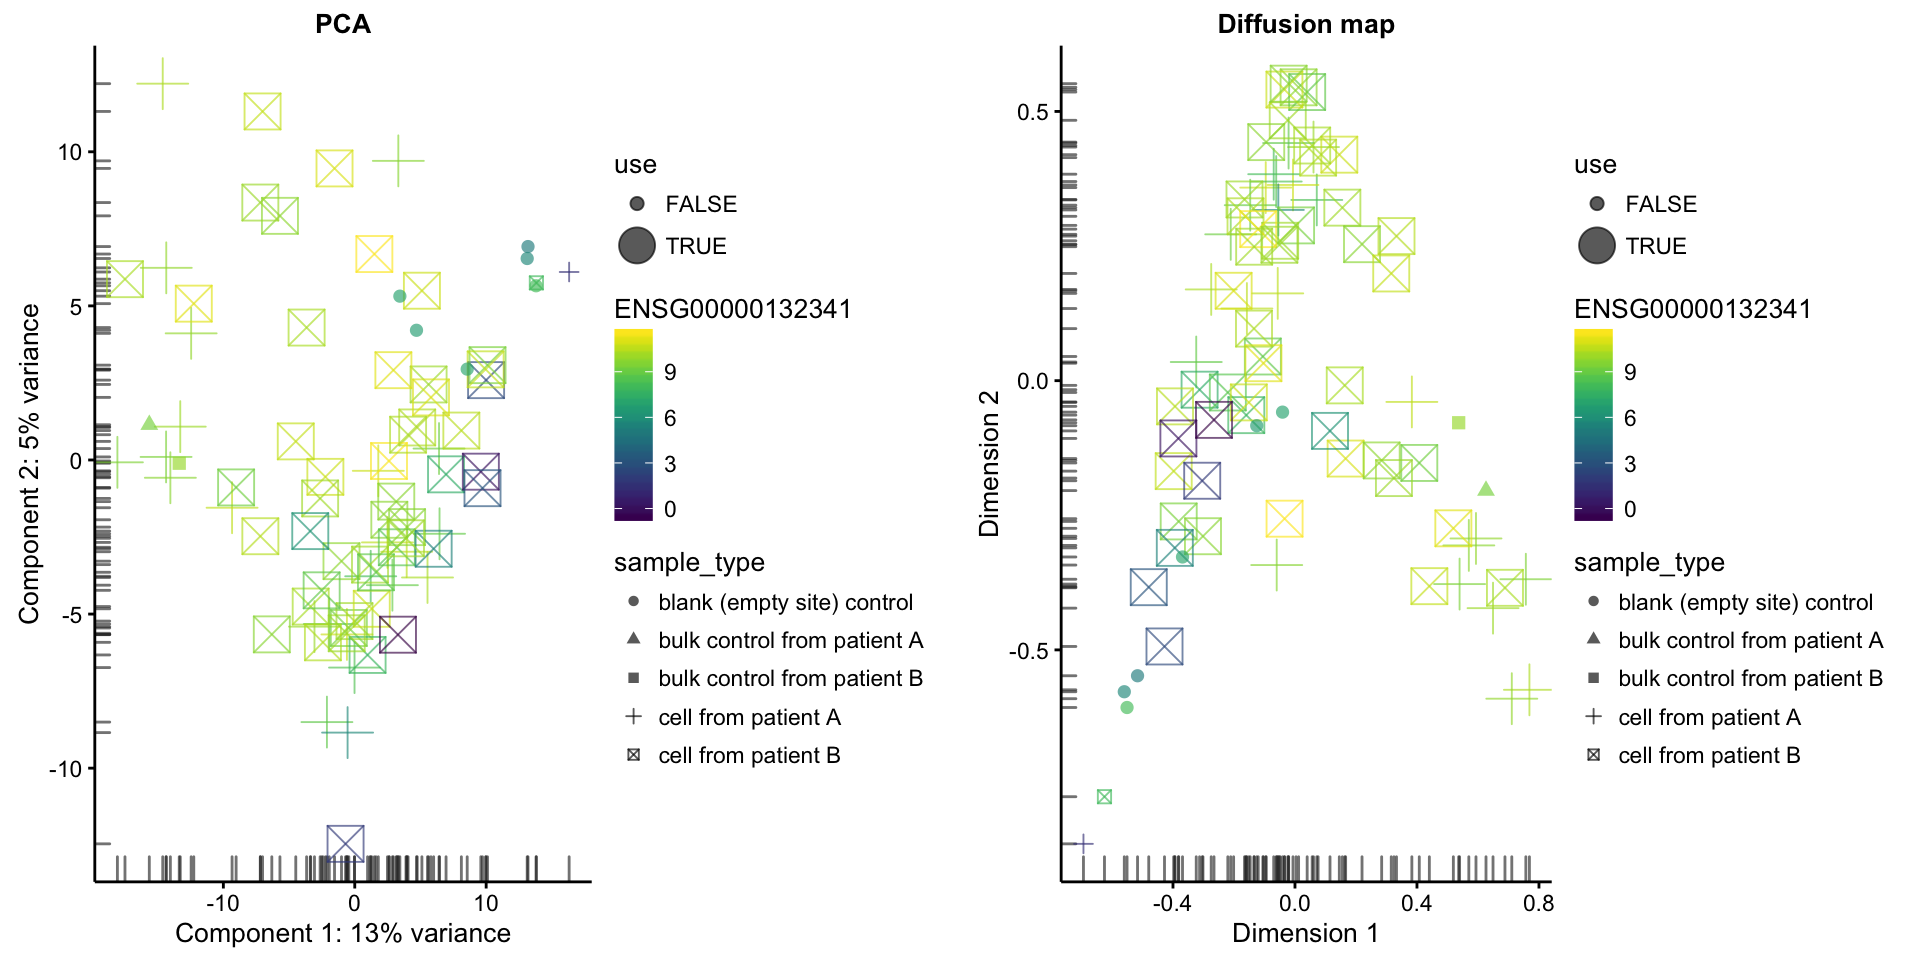 PCA
Component 2: 5% variance
10
5
0
-5
-10
-10 0 10
Component 1: 13% variance
use
FALSE
TRUE
ENSG00000132341
9
6
3
0
sample_type
blank (empty site) control
bulk control from patient A
bulk control from patient B
cell from patient A
cell from patient B
Diffusion map
Dimension 2
0.5
0.0
-0.5
-0.4 0.0 0.4 0.8
Dimension 1
use
FALSE
TRUE
ENSG00000132341
9
6
3
0
sample_type
blank (empty site) control
bulk control from patient A
bulk control from patient B
cell from patient A
cell from patient B